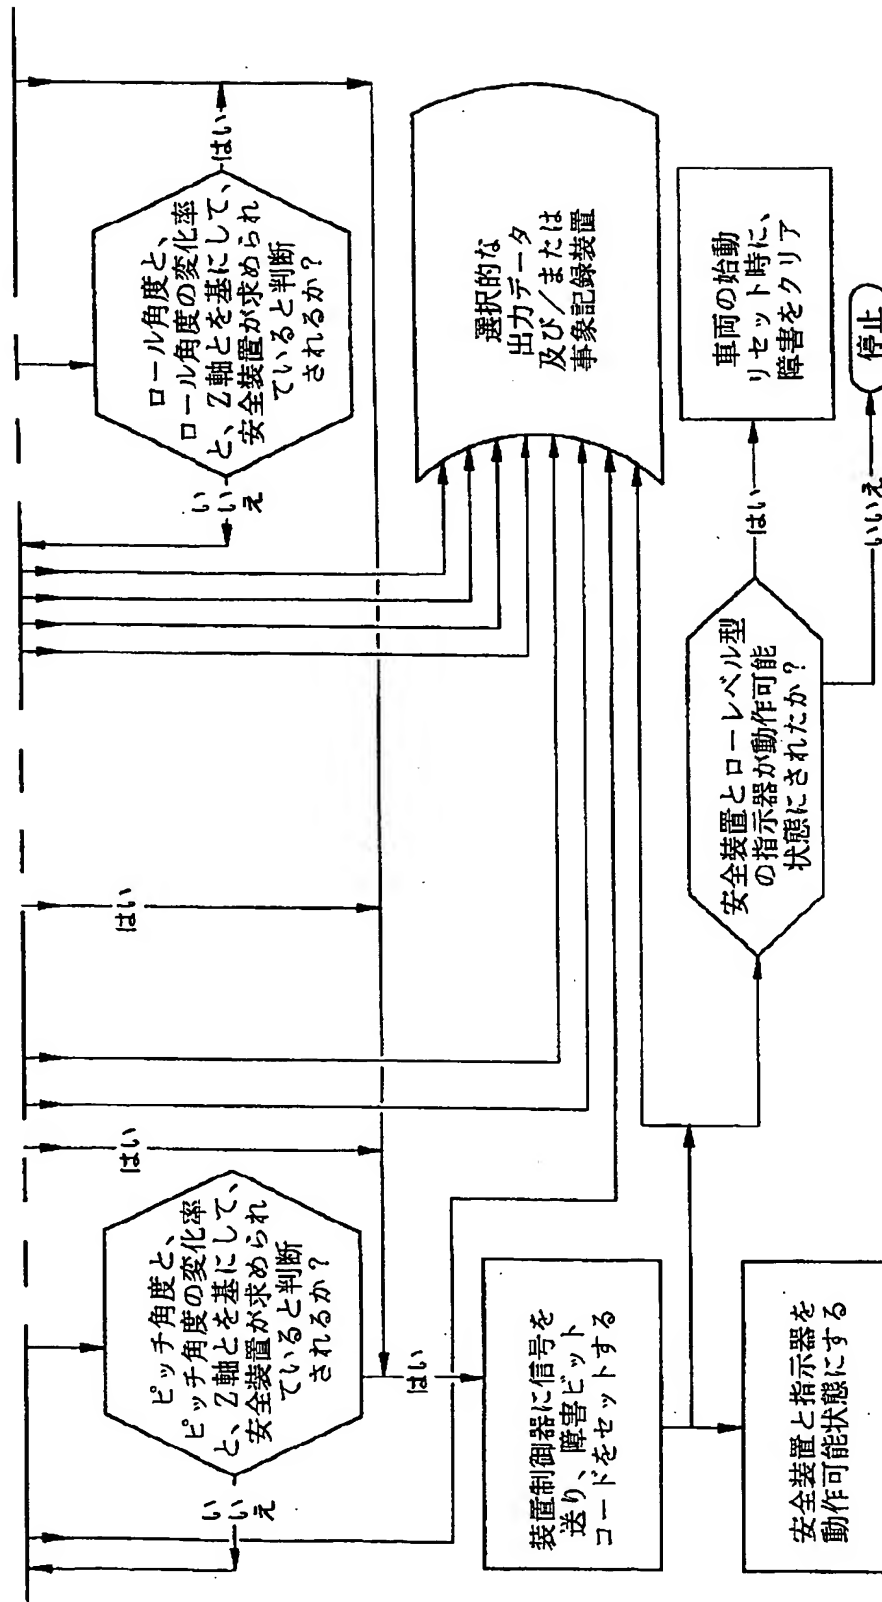 ピッチ角度と、
ピッチ角度の変化率
と、Z軸とを基にして、
安全装置が求められ
ていると判断
されるか?
いいえ
はい
はい
はい
ロール角度と、
ロール角度の変化率
と、Z軸とを基にして、
安全装置が求められ
ていると判断
されるか?
いいえ
はい
選択的な
出力データ
及び/または
事象記録装置
装置制御器に信号を
送り、障害ビット
コードをセットする
安全装置と指示器を
動作可能状態にする
安全装置とローレベル型
の指示器が動作可能
状態にされたか?
はい
いいえ
車両の始動
リセット時に、
障害をクリア
停止